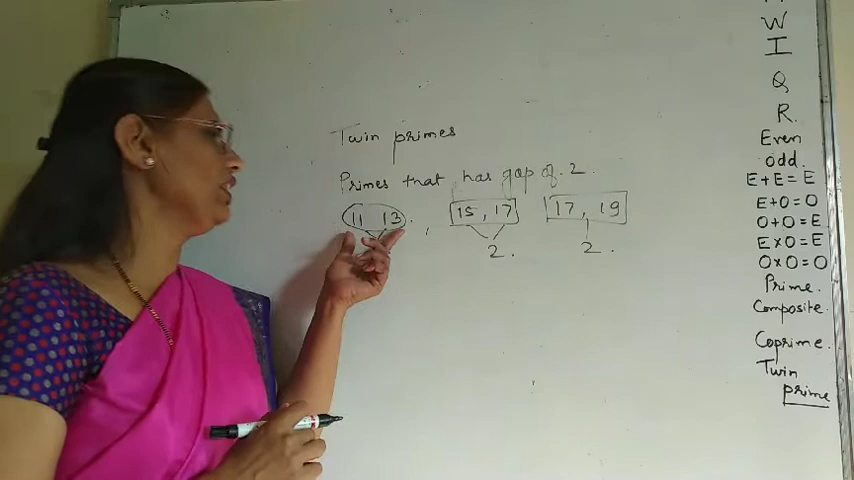 Twin primes
Primes that has gap of 2.
11 13. , 15, 17 17, 19
2. 2.
W
I
Q
R.
Even
odd.
E+E=E
E+O=O
O+O=E
E×O=E
O×O=O
Prime.
Composite.
Coprime.
Twin
prime